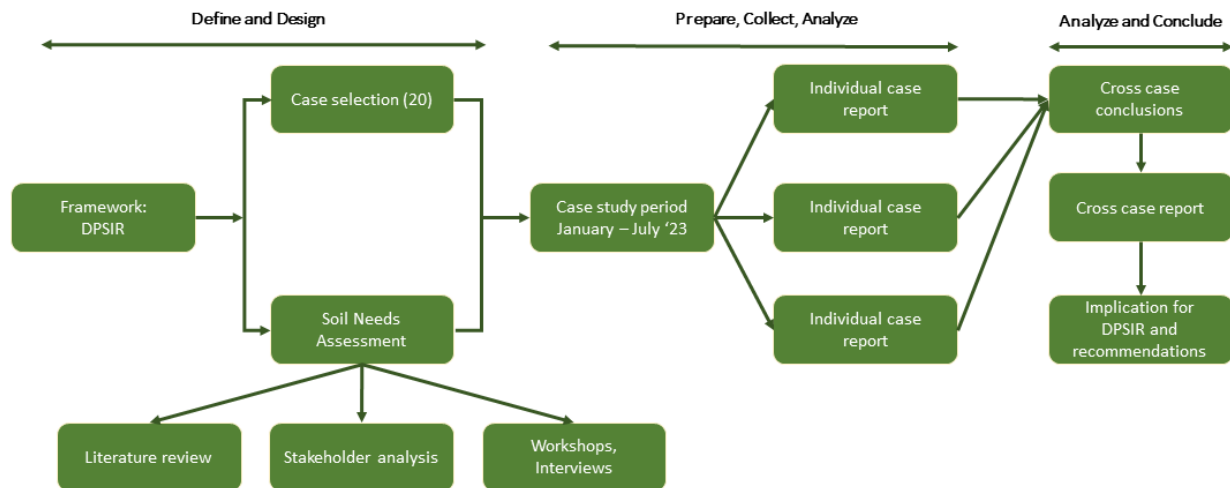 Define and Design
Prepare, Collect, Analyze
Analyze and Conclude
Case selection (20)
Individual case
report
Cross case
conclusions
Framework:
DPSIR
Case study period
January – July ‘23
Individual case
report
Cross case report
Soil Needs
Assessment
Individual case
report
Implication for
DPSIR and
recommendations
Literature review
Stakeholder analysis
Workshops,
Interviews